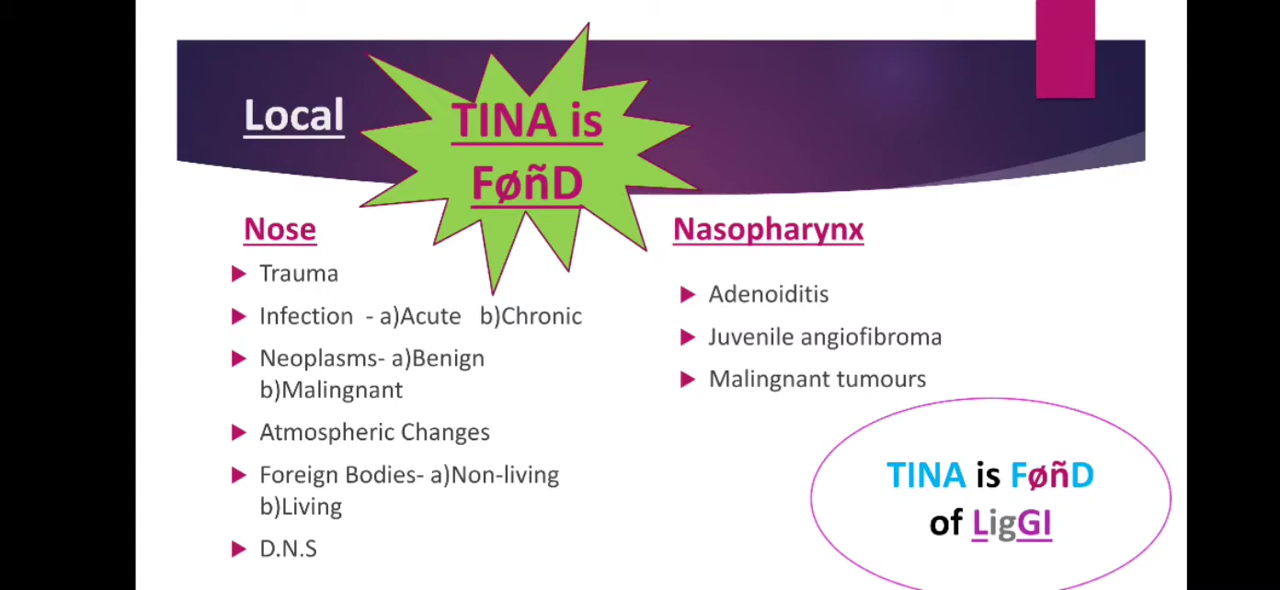 Local
TINA is
FøñD
Nose
Trauma
Infection - a)Acute b)Chronic
Neoplasms- a)Benign
b)Malingnant
Atmospheric Changes
Foreign Bodies- a)Non-living
b)Living
D.N.S
Nasopharynx
Adenoiditis
Juvenile angiofibroma
Malingnant tumours
TINA is FøñD
of LigGI